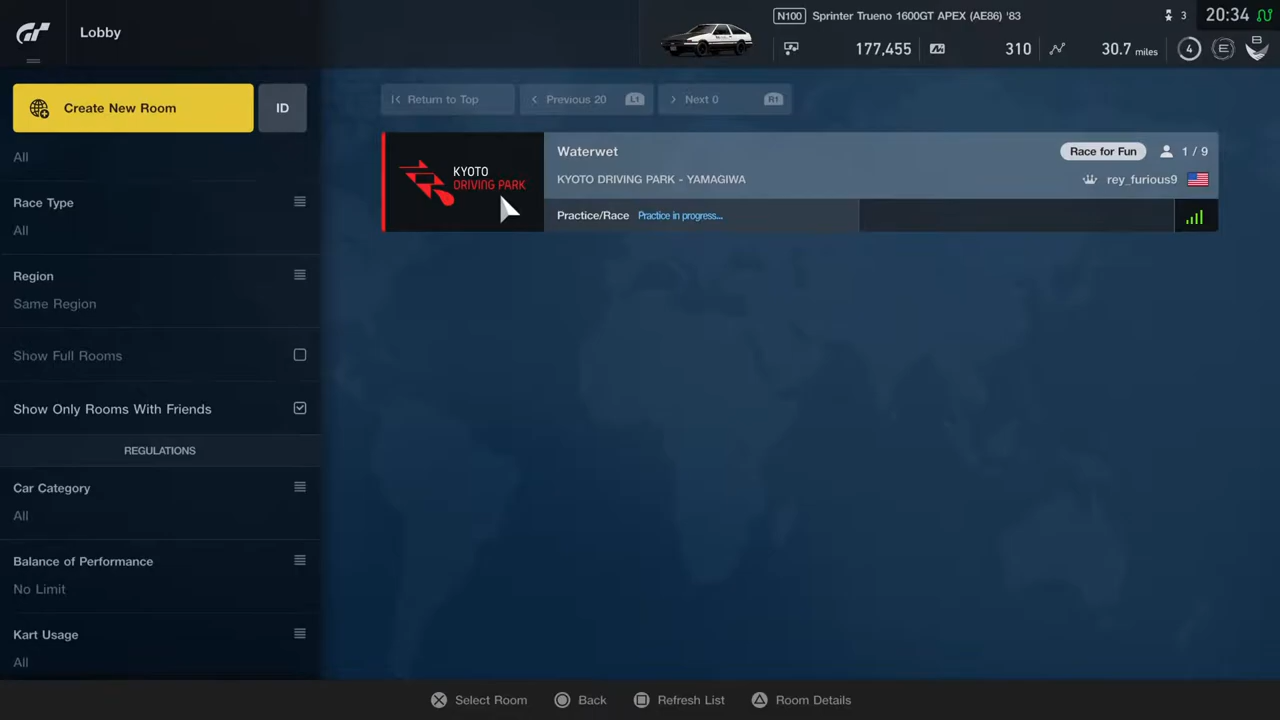 Lobby
N100 Sprinter Trueno 1600GT APEX (AE86) '83
3
20:34
177,455
310
30.7 miles
4
E
B
Create New Room
ID
Return to Top
Previous 20 L1
Next 0 R1
All
Race Type
All
Region
Same Region
Show Full Rooms
Show Only Rooms With Friends
REGULATIONS
Car Category
All
Balance of Performance
No Limit
Kart Usage
All
KYOTO
DRIVING PARK
Waterwet
Race for Fun
1 / 9
KYOTO DRIVING PARK - YAMAGIWA
rey_furious9
Practice/Race Practice in progress...
Select Room
Back
Refresh List
Room Details